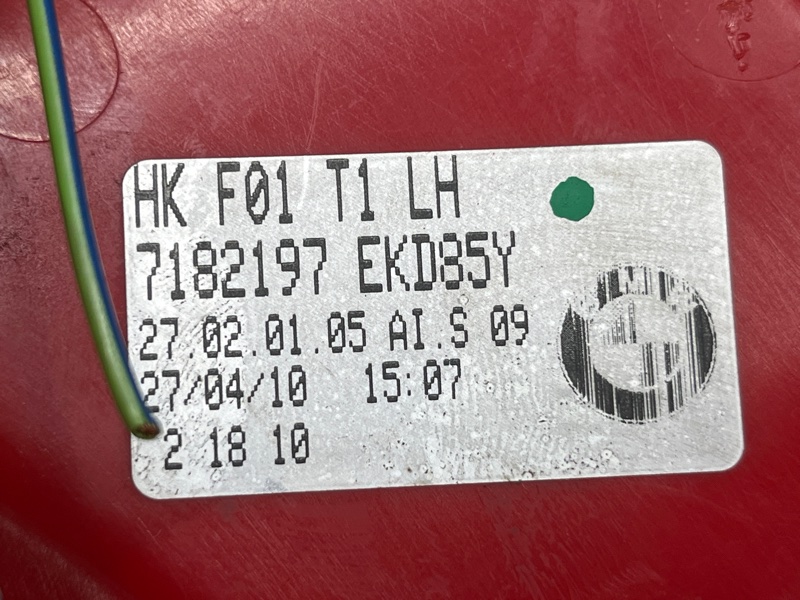 HK F01 T1 LH
7182197 EKD85Y
27.02.01.05 AI.S 09
27/04/10 15:07
2 18 10